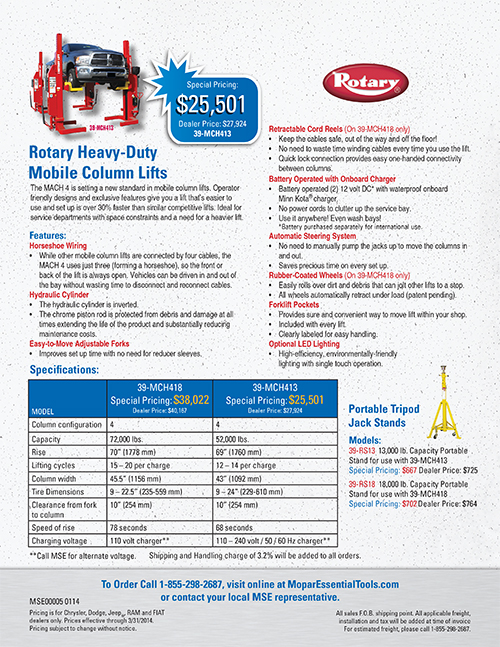 Special Pricing:
$25,501
Dealer Price: $27,924
39-MCH413
39-MCH413
Rotary
Rotary Heavy-Duty
Mobile Column Lifts
The MACH 4 is setting a new standard in mobile column lifts. Operator
friendly designs and exclusive features give you a lift that's easier to
use and set up is over 30% faster than similar competitive lifts. Ideal for
service departments with space constraints and a need for a heavier lift.
Features:
Horseshoe Wiring
• While other mobile column lifts are connected by four cables, the
MACH 4 uses just three (forming a horseshoe), so the front or
back of the lift is always open. Vehicles can be driven in and out of
the bay without wasting time to disconnect and reconnect cables.
Hydraulic Cylinder
• The hydraulic cylinder is inverted.
• The chrome piston rod is protected from debris and damage at all
times extending the life of the product and substantially reducing
maintenance costs.
Easy-to-Move Adjustable Forks
• Improves set up time with no need for reducer sleeves.
Retractable Cord Reels (On 39-MCH418 only)
• Keep the cables safe, out of the way and off the floor!
• No need to waste time winding cables every time you use the lift.
• Quick lock connection provides easy one-handed connectivity
between columns.
Battery Operated with Onboard Charger
• Battery operated (2) 12 volt DC* with waterproof onboard
Minn Kota® charger.
• No power cords to clutter up the service bay.
• Use it anywhere! Even wash bays!
*Battery purchased separately for international use.
Automatic Steering System
• No need to manually pump the jacks up to move the columns in
and out.
• Saves precious time on every set up.
Rubber-Coated Wheels (On 39-MCH418 only)
• Easily rolls over dirt and debris that can jolt other lifts to a stop.
• All wheels automatically retract under load (patent pending).
Forklift Pockets
• Provides sure and convenient way to move lift within your shop.
• Included with every lift.
• Clearly labeled for easy handling.
Optional LED Lighting
• High-efficiency, environmentally-friendly
lighting with single touch operation.
Specifications:
MODEL 39-MCH418 Special Pricing: $38,022 Dealer Price: $40,167 39-MCH413 Special Pricing: $25,501 Dealer Price: $27,924
Column configuration 4 4
Capacity 72,000 lbs. 52,000 lbs.
Rise 70" (1778 mm) 69" (1760 mm)
Lifting cycles 15 – 20 per charge 12 – 14 per charge
Column width 45.5" (1156 mm) 43" (1092 mm)
Tire Dimensions 9 – 22.5" (235-559 mm) 9 – 24" (229-610 mm)
Clearance from fork to column 10" (254 mm) 10" (254 mm)
Speed of rise 78 seconds 68 seconds
Charging voltage 110 volt charger** 110 – 240 volt / 50 / 60 Hz charger**
**Call MSE for alternate voltage. Shipping and Handling charge of 3.2% will be added to all orders.
Portable Tripod
Jack Stands
Models:
39-RS13 13,000 lb. Capacity Portable
Stand for use with 39-MCH413
Special Pricing: $667 Dealer Price: $725
39-RS18 18,000 lb. Capacity Portable
Stand for use with 39-MCH418
Special Pricing: $702 Dealer Price: $764
To Order Call 1-855-298-2687, visit online at MoparEssentialTools.com
or contact your local MSE representative.
MSE00005 0114
Pricing is for Chrysler, Dodge, Jeep®, RAM and FIAT
dealers only. Prices effective through 3/31/2014.
Pricing subject to change without notice.
All sales F.O.B. shipping point. All applicable freight,
installation and tax will be added at time of invoice
For estimated freight, please call 1-855-298-2687.